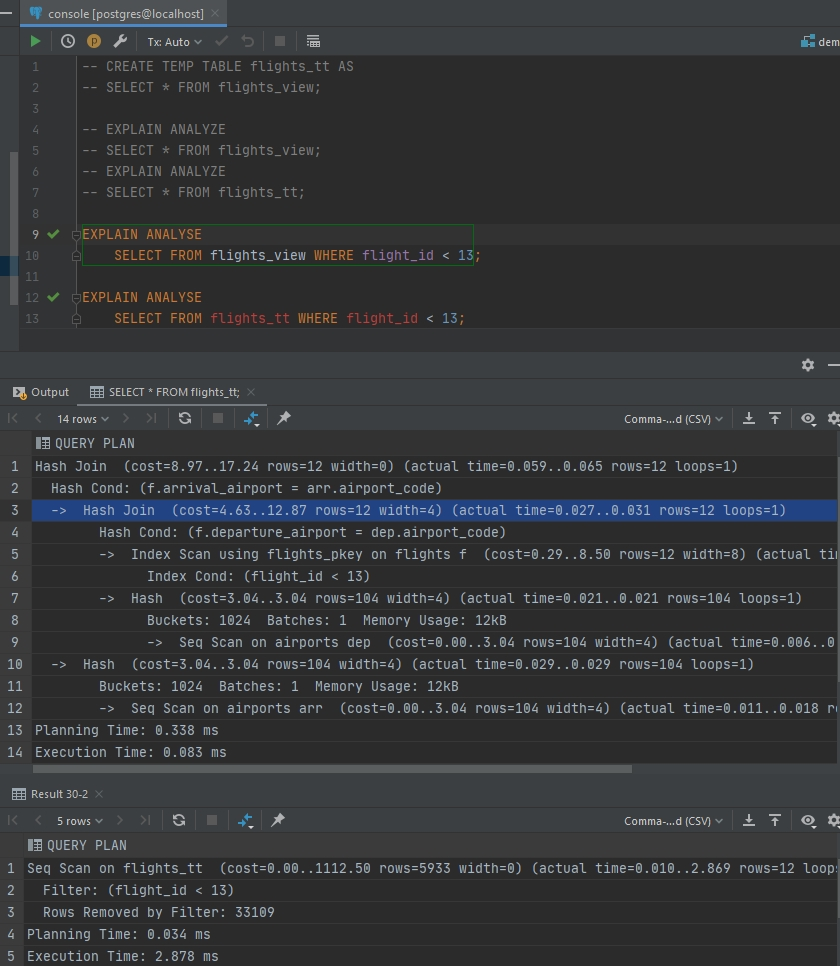 console [postgres@localhost]
Tx: Auto
dem
1 -- CREATE TEMP TABLE flights_tt AS
2 -- SELECT * FROM flights_view;
3
4 -- EXPLAIN ANALYZE
5 -- SELECT * FROM flights_view;
6 -- EXPLAIN ANALYZE
7 -- SELECT * FROM flights_tt;
8
9 EXPLAIN ANALYSE
10 SELECT FROM flights_view WHERE flight_id < 13;
11
12 EXPLAIN ANALYSE
13 SELECT FROM flights_tt WHERE flight_id < 13;
Output SELECT * FROM flights_tt;
14 rows Comma-...d (CSV)
QUERY PLAN
1 Hash Join (cost=8.97..17.24 rows=12 width=0) (actual time=0.059..0.065 rows=12 loops=1)
2 Hash Cond: (f.arrival_airport = arr.airport_code)
3 -> Hash Join (cost=4.63..12.87 rows=12 width=4) (actual time=0.027..0.031 rows=12 loops=1)
4 Hash Cond: (f.departure_airport = dep.airport_code)
5 -> Index Scan using flights_pkey on flights f (cost=0.29..8.50 rows=12 width=8) (actual ti
6 Index Cond: (flight_id < 13)
7 -> Hash (cost=3.04..3.04 rows=104 width=4) (actual time=0.021..0.021 rows=104 loops=1)
8 Buckets: 1024 Batches: 1 Memory Usage: 12kB
9 -> Seq Scan on airports dep (cost=0.00..3.04 rows=104 width=4) (actual time=0.006..0
10 -> Hash (cost=3.04..3.04 rows=104 width=4) (actual time=0.029..0.029 rows=104 loops=1)
11 Buckets: 1024 Batches: 1 Memory Usage: 12kB
12 -> Seq Scan on airports arr (cost=0.00..3.04 rows=104 width=4) (actual time=0.011..0.018 r
13 Planning Time: 0.338 ms
14 Execution Time: 0.083 ms
Result 30-2
5 rows Comma-...d (CSV)
QUERY PLAN
1 Seq Scan on flights_tt (cost=0.00..1112.50 rows=5933 width=0) (actual time=0.010..2.869 rows=12 loop
2 Filter: (flight_id < 13)
3 Rows Removed by Filter: 33109
4 Planning Time: 0.034 ms
5 Execution Time: 2.878 ms